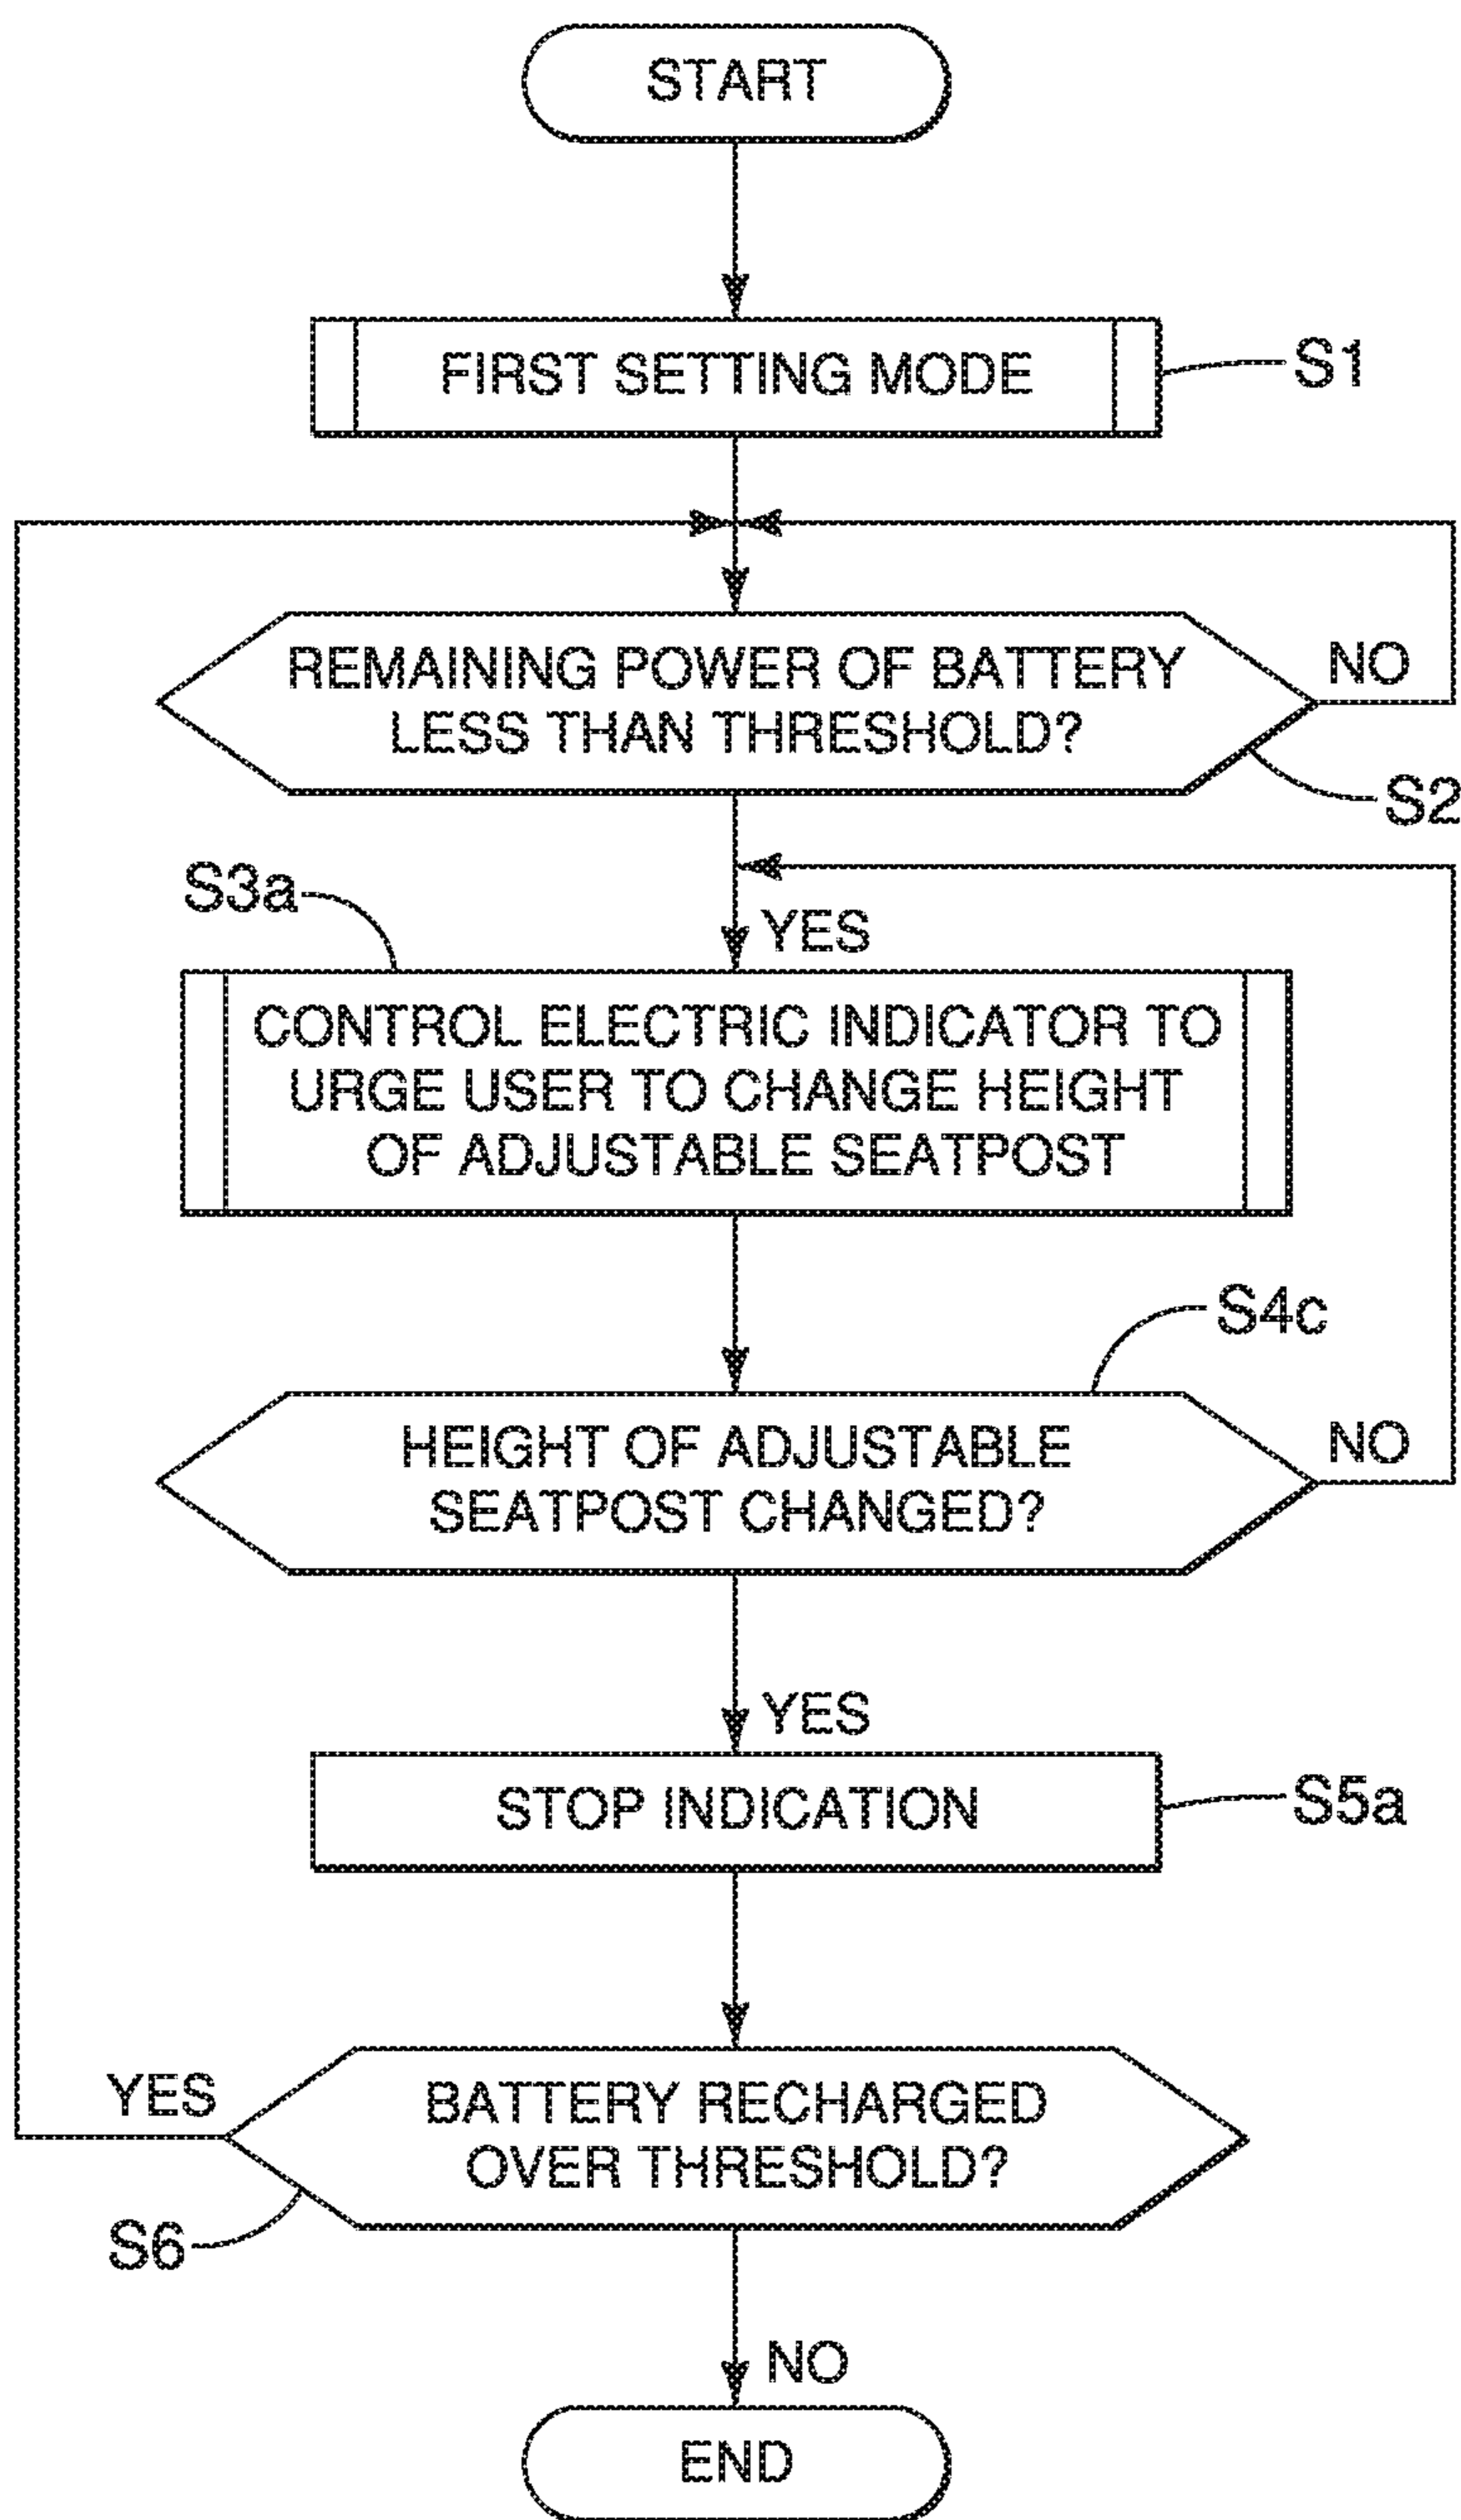 START
FIRST SETTING MODE
S1
REMAINING POWER OF BATTERY
LESS THAN THRESHOLD?
NO
S2
S3a
YES
CONTROL ELECTRIC INDICATOR TO
URGE USER TO CHANGE HEIGHT
OF ADJUSTABLE SEATPOST
S4c
HEIGHT OF ADJUSTABLE
SEATPOST CHANGED?
NO
YES
STOP INDICATION
S5a
YES
BATTERY RECHARGED
OVER THRESHOLD?
S6
NO
END